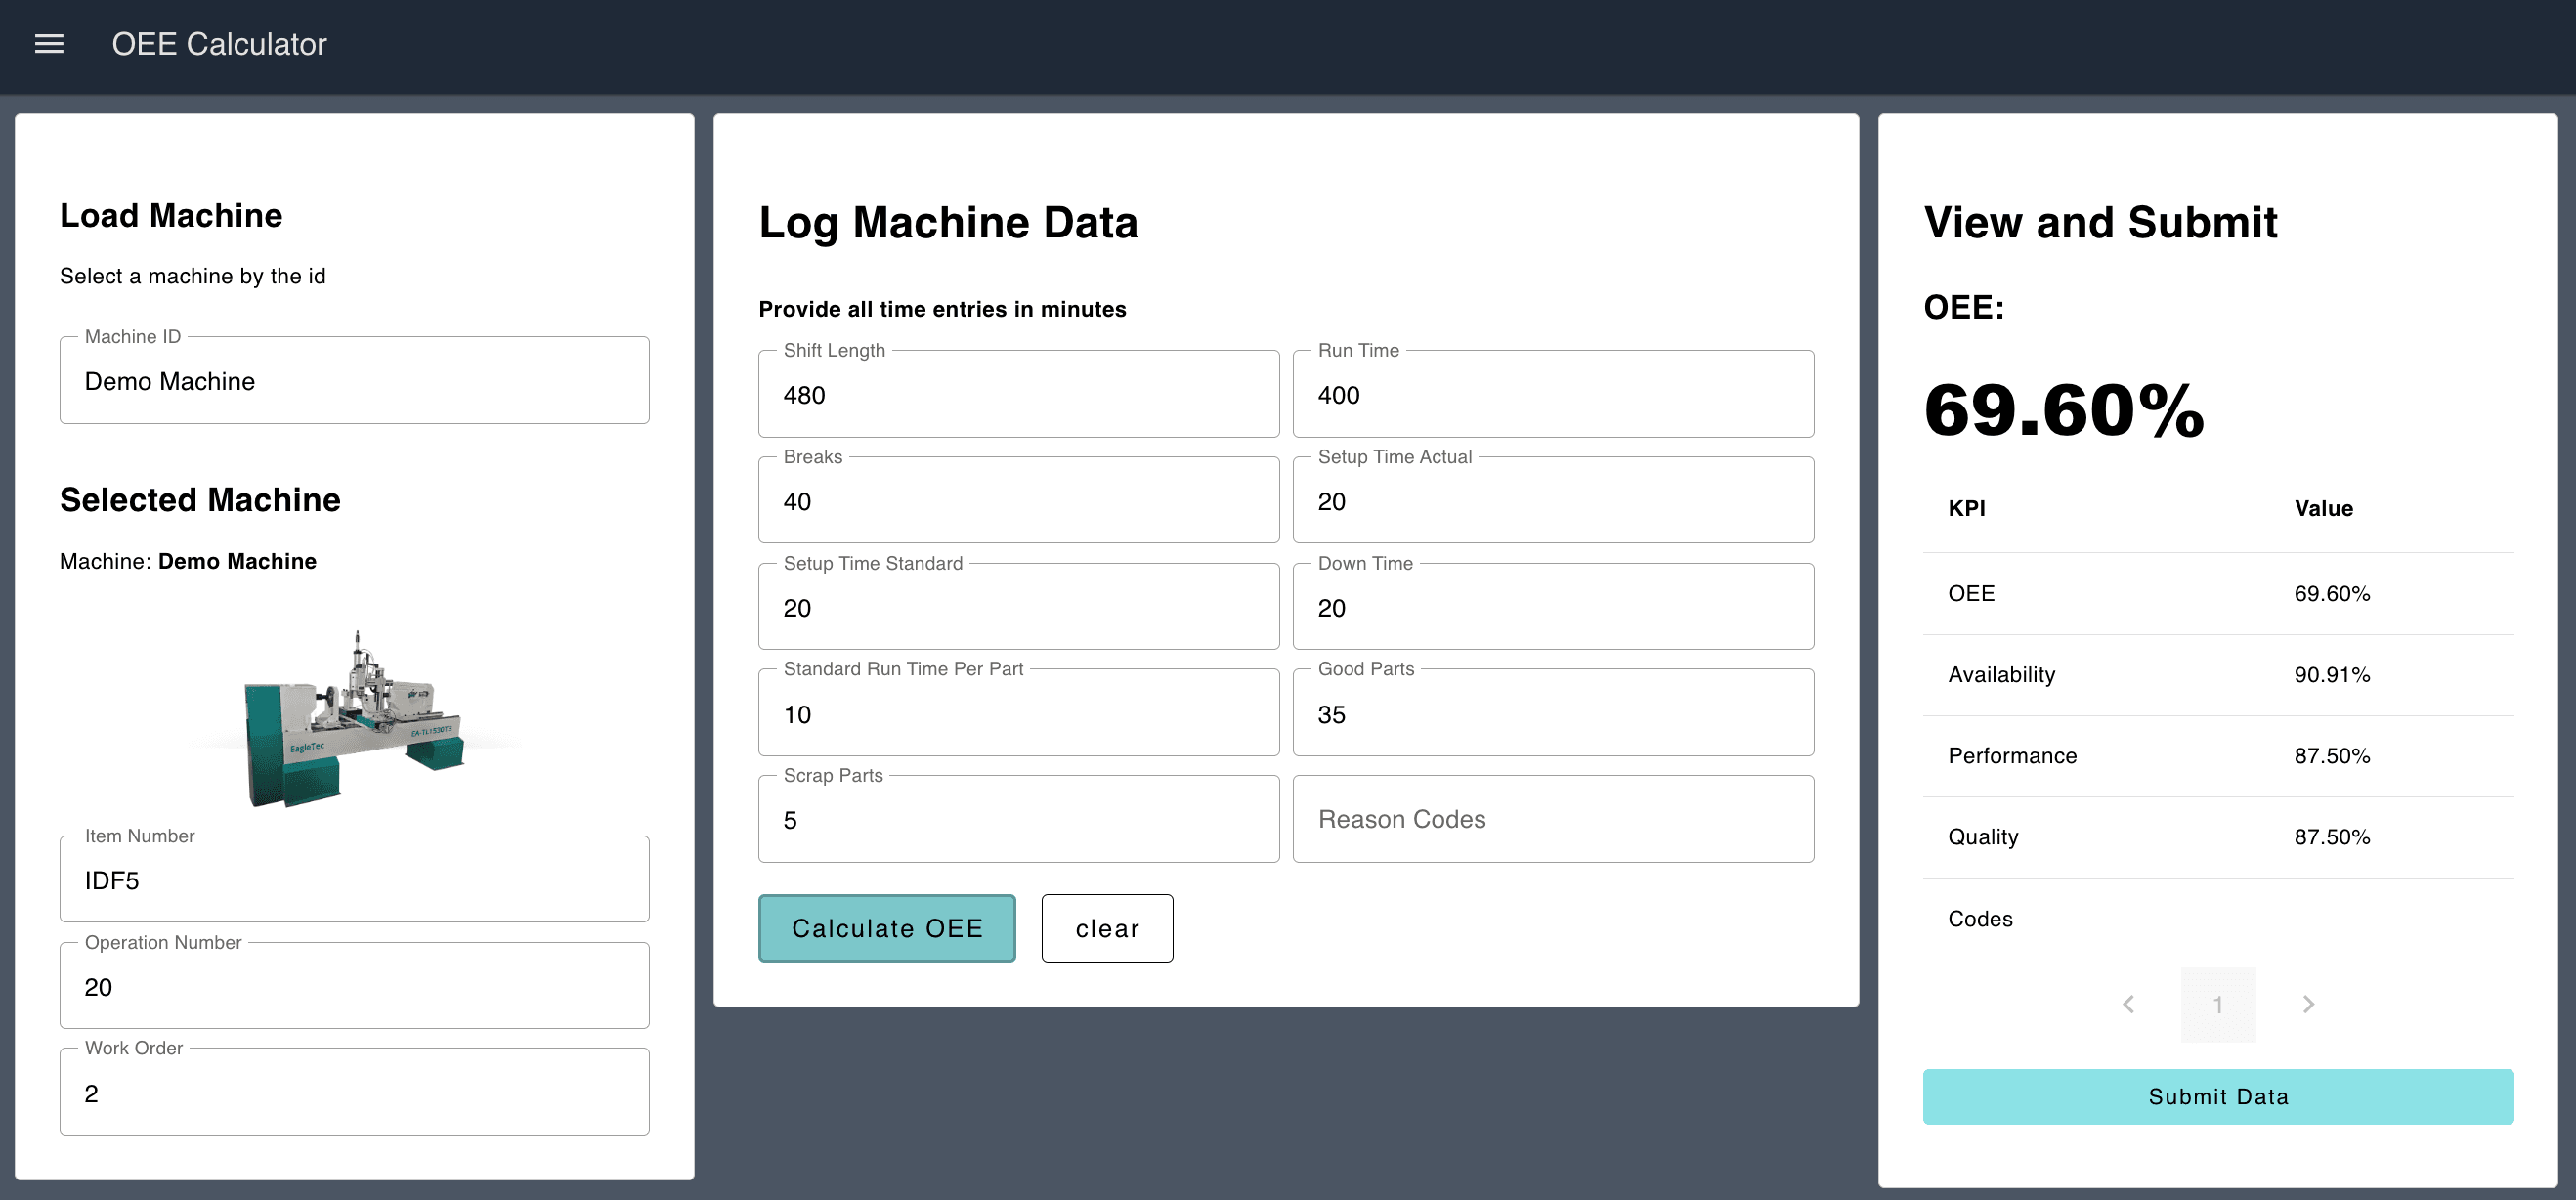 OEE Calculator
Load Machine
Select a machine by the id
Machine ID
Demo Machine
Selected Machine
Machine: Demo Machine
EagleTec
EA-TL1530T3
Item Number
IDF5
Operation Number
20
Work Order
2
Log Machine Data
Provide all time entries in minutes
Shift Length
480
Run Time
400
Breaks
40
Setup Time Actual
20
Setup Time Standard
20
Down Time
20
Standard Run Time Per Part
10
Good Parts
35
Scrap Parts
5
Reason Codes
Calculate OEE
clear
View and Submit
OEE:
69.60%
KPI Value
OEE 69.60%
Availability 90.91%
Performance 87.50%
Quality 87.50%
Codes
1
Submit Data